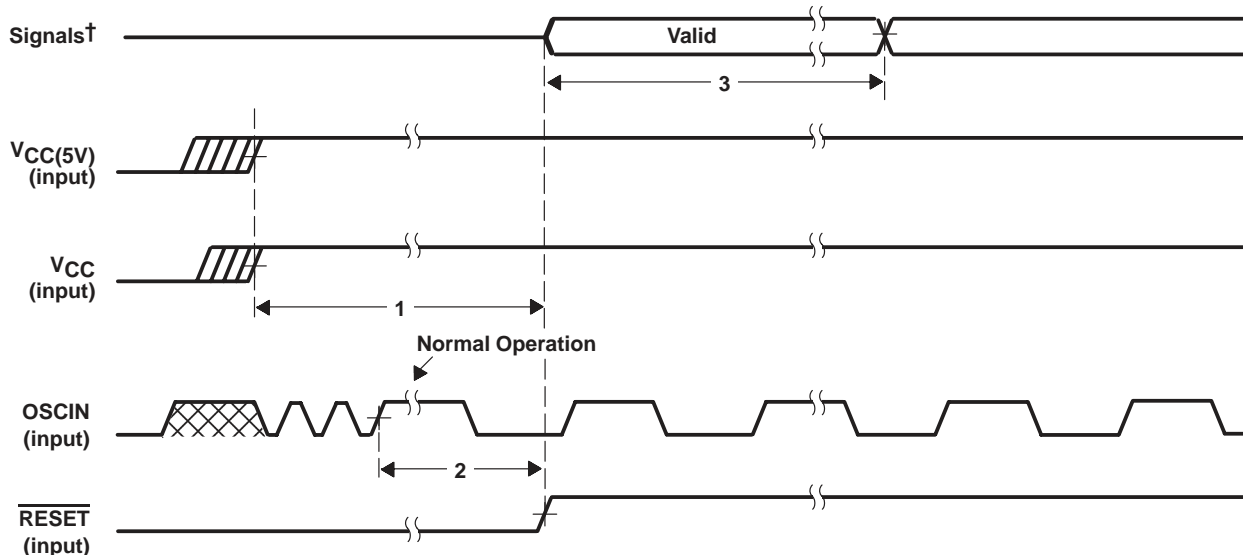 Signals†
Valid
3
VCC(5V)
(input)
VCC
(input)
1
Normal Operation
OSCIN
(input)
2
RESET
(input)